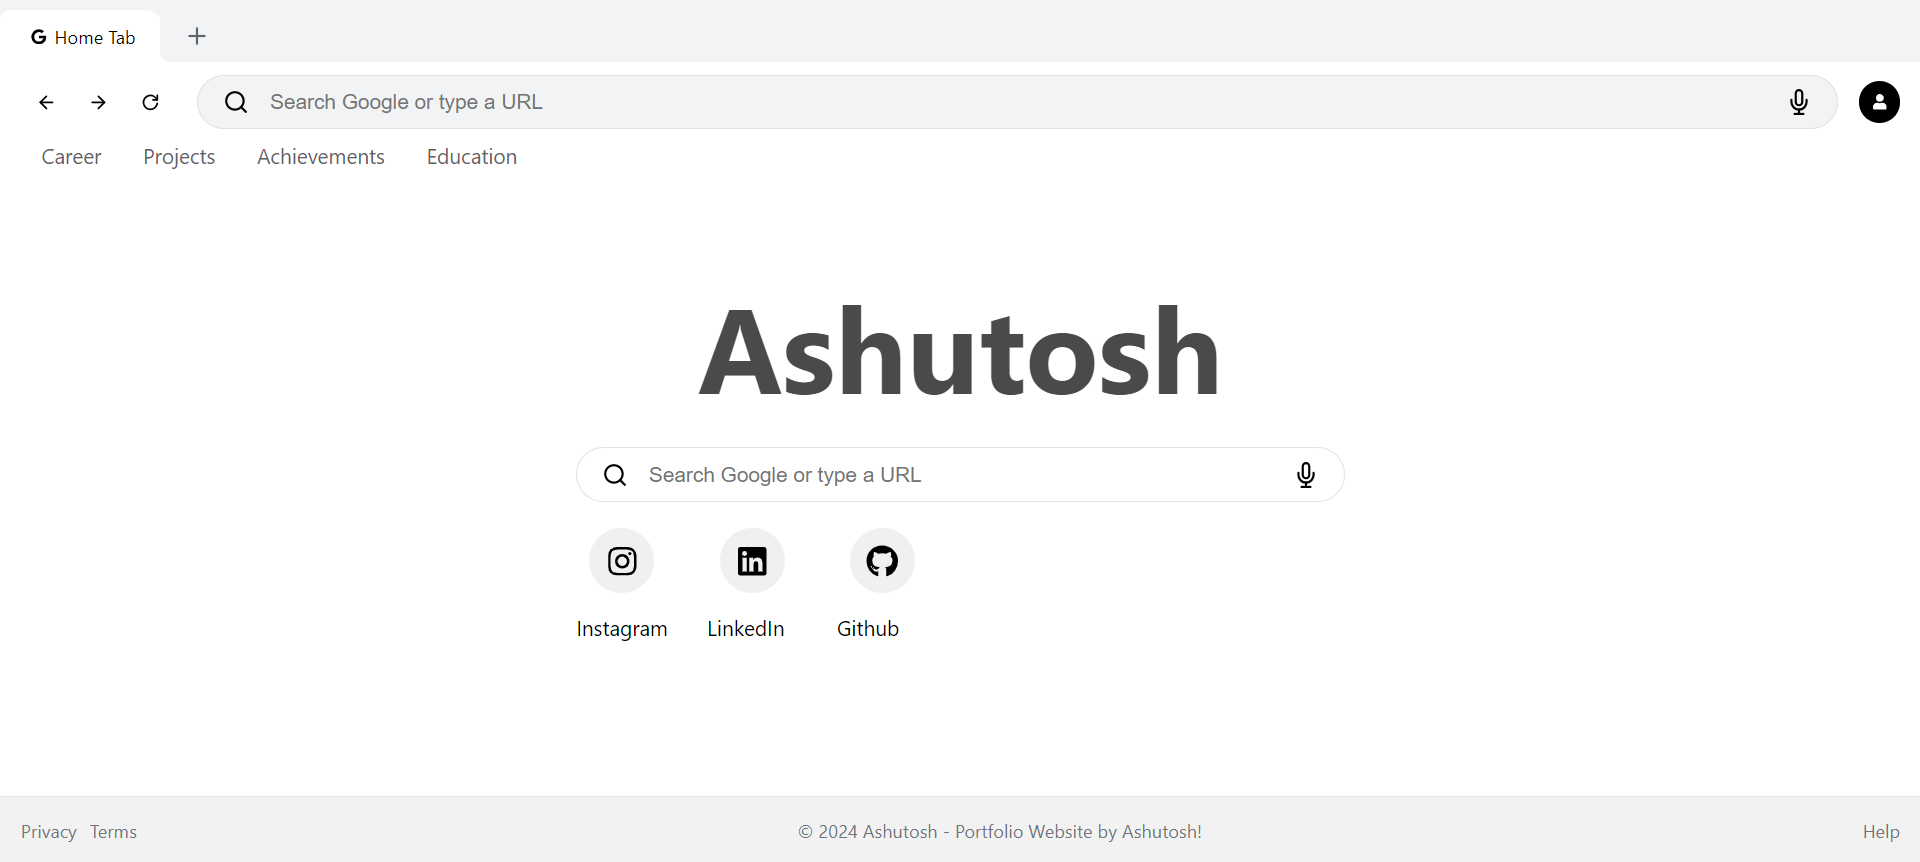 G Home Tab
Search Google or type a URL
Career Projects Achievements Education
Ashutosh
Search Google or type a URL
Instagram LinkedIn Github
Privacy Terms © 2024 Ashutosh - Portfolio Website by Ashutosh! Help